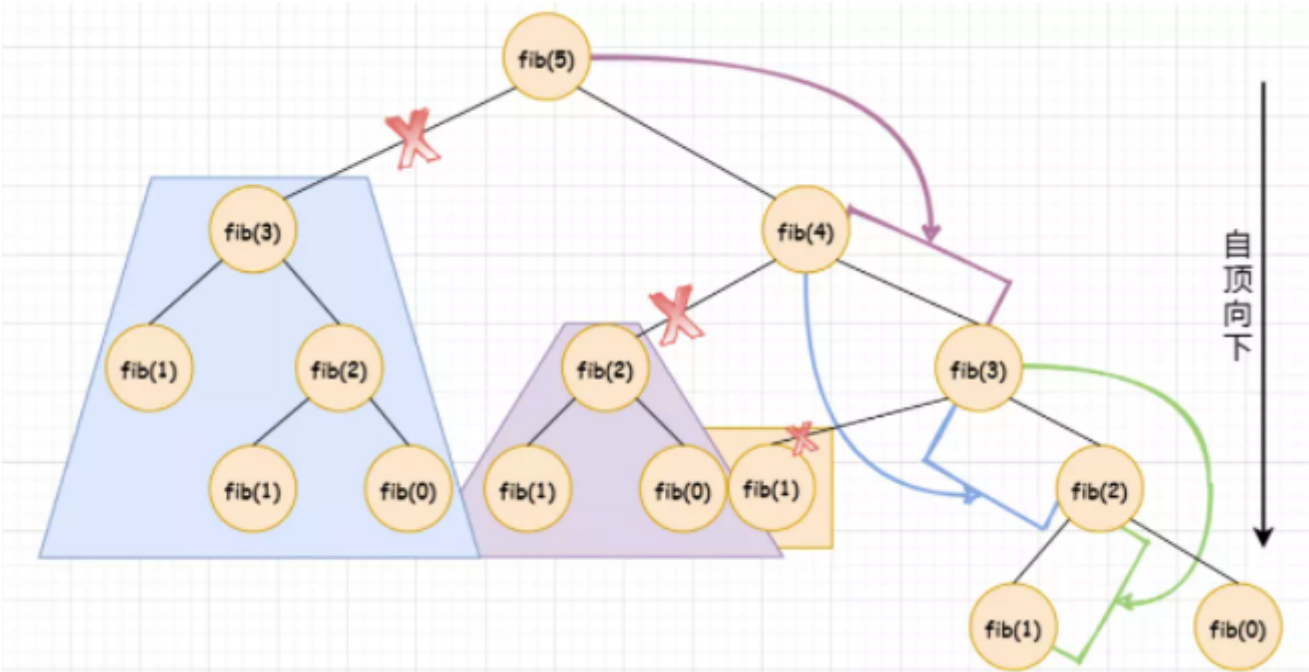 fib(5)
fib(3)
fib(4)
自顶向下
fib(1)
fib(2)
fib(2)
fib(3)
fib(1)
fib(0)
fib(1)
fib(0)
fib(1)
fib(2)
fib(1)
fib(0)